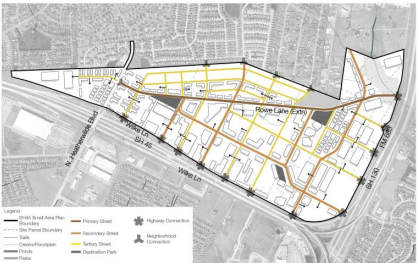 Rowe Lane (Extn)
N. Heatherwilde Blvd
Wilke Ln
SH 45
Wilke Ln
SH 130
FM 685
Legend
SH45 Small Area Plan
Boundary
Site Parcel Boundary
Trails
Creeks/Floodplain
Ponds
Parks
Primary Street
Secondary Street
Tertiary Street
Destination Park
Highway Connection
Neighborhood
Connection